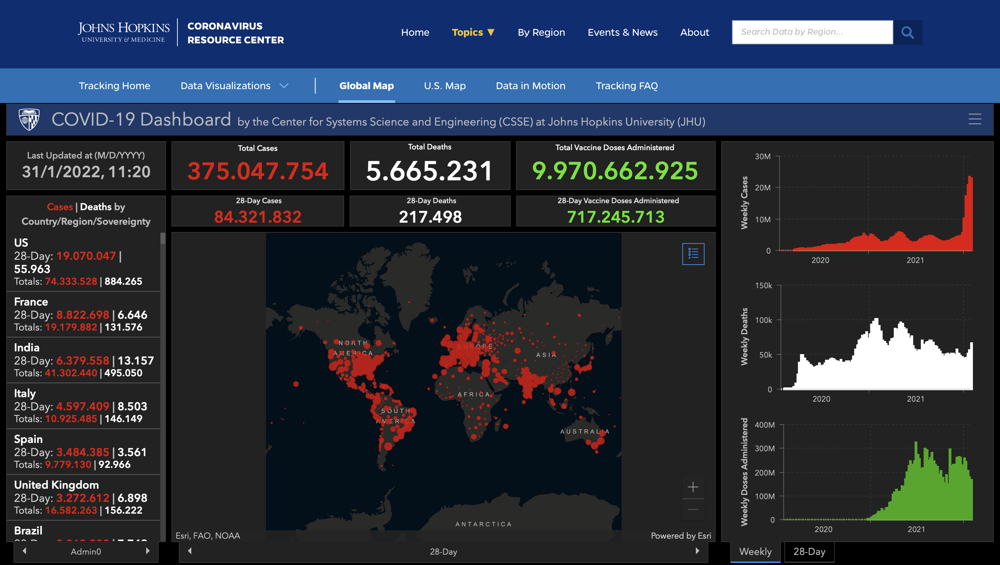 JOHNS HOPKINS
UNIVERSITY & MEDICINE
CORONAVIRUS
RESOURCE CENTER
Home
Topics ▼
By Region
Events & News
About
Search Data by Region...
Tracking Home
Data Visualizations
Global Map
U.S. Map
Data in Motion
Tracking FAQ
COVID-19 Dashboard by the Center for Systems Science and Engineering (CSSE) at Johns Hopkins University (JHU)
Last Updated at (M/D/YYYY)
31/1/2022, 11:20
Total Cases
375.047.754
Total Deaths
5.665.231
Total Vaccine Doses Administered
9.970.662.925
28-Day Cases
84.321.832
28-Day Deaths
217.498
28-Day Vaccine Doses Administered
717.245.713
Cases | Deaths by
Country/Region/Sovereignty
US
28-Day: 19.070.047 |
55.963
Totals: 74.333.528 | 884.265
France
28-Day: 8.822.698 | 6.646
Totals: 19.179.882 | 131.576
India
28-Day: 6.379.558 | 13.157
Totals: 41.302.440 | 495.050
Italy
28-Day: 4.597.409 | 8.503
Totals: 10.925.485 | 146.149
Spain
28-Day: 3.484.385 | 3.561
Totals: 9.779.130 | 92.966
United Kingdom
28-Day: 3.272.612 | 6.898
Totals: 16.582.263 | 156.222
Brazil
Admin0
NORTH
AMERICA
EUROPE
ASIA
AFRICA
SOUTH
AMERICA
AUSTRALIA
ANTARCTICA
Esri, FAO, NOAA
Powered by Esri
28-Day
Weekly Cases
30M
20M
10M
0
2020
2021
Weekly Deaths
150k
100k
50k
0
2020
2021
Weekly Doses Administered
400M
300M
200M
100M
0
2020
2021
Weekly
28-Day